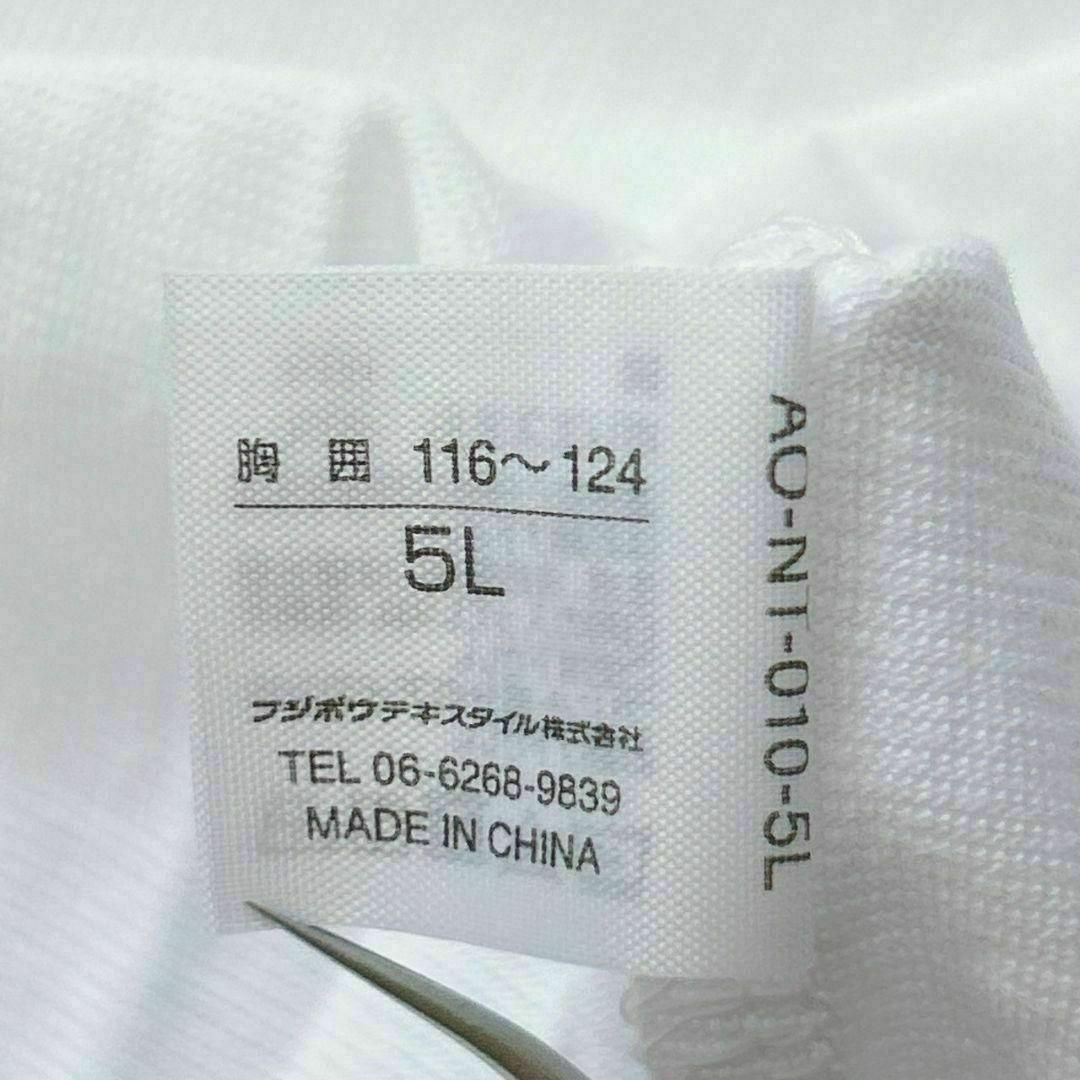 胸 囲 116～124
5L
フジボウテキスタイル株式会社
TEL 06-6268-9839
MADE IN CHINA
AO-NT-010-5L